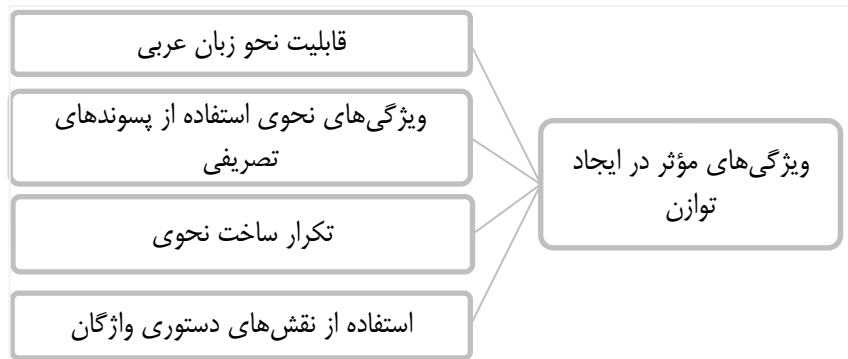 قابلیت نحو زبان عربی
ویژگی‌های نحوی استفاده از پسوندهای
تصریفی
تکرار ساخت نحوی
استفاده از نقش‌های دستوری واژگان
ویژگی‌های مؤثر در ایجاد
توازن